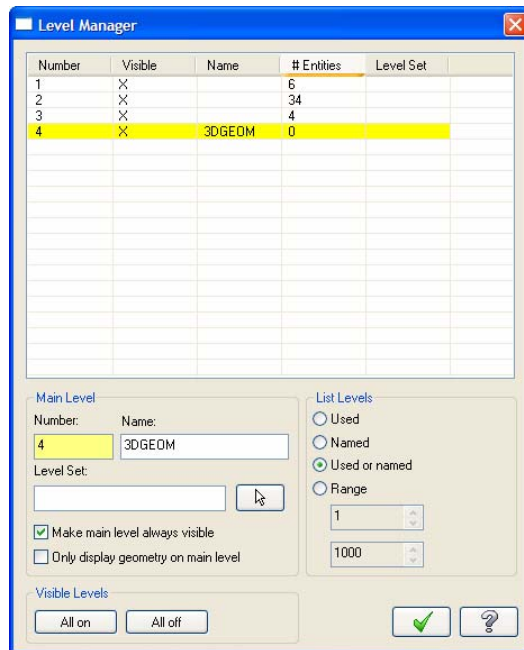 Level Manager
Number Visible Name # Entities Level Set
1 X 6
2 X 34
3 X 4
4 X 3DGEOM 0
Main Level
Number: Name:
4 3DGEOM
Level Set:
Make main level always visible
Only display geometry on main level
List Levels
Used
Named
Used or named
Range
1
1000
Visible Levels
All on All off